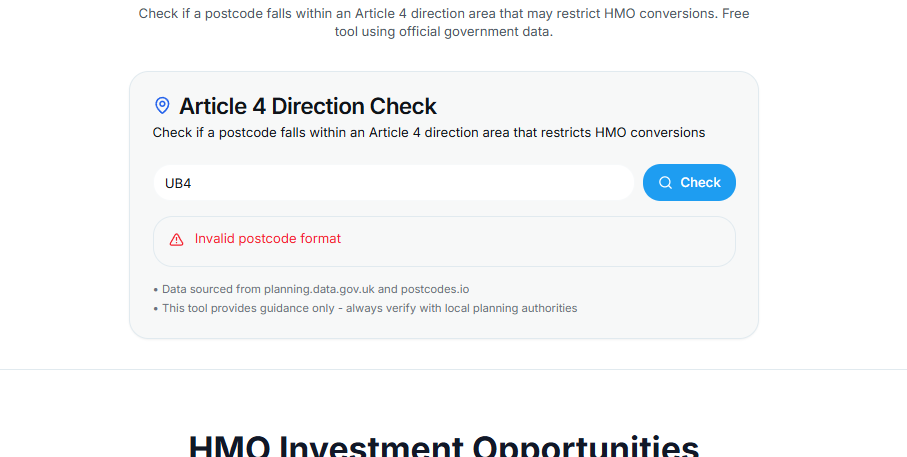 Check if a postcode falls within an Article 4 direction area that may restrict HMO conversions. Free
tool using official government data.
Article 4 Direction Check
Check if a postcode falls within an Article 4 direction area that restricts HMO conversions
UB4
Check
Invalid postcode format
• Data sourced from planning.data.gov.uk and postcodes.io
• This tool provides guidance only - always verify with local planning authorities
HMO Investment Opportunities